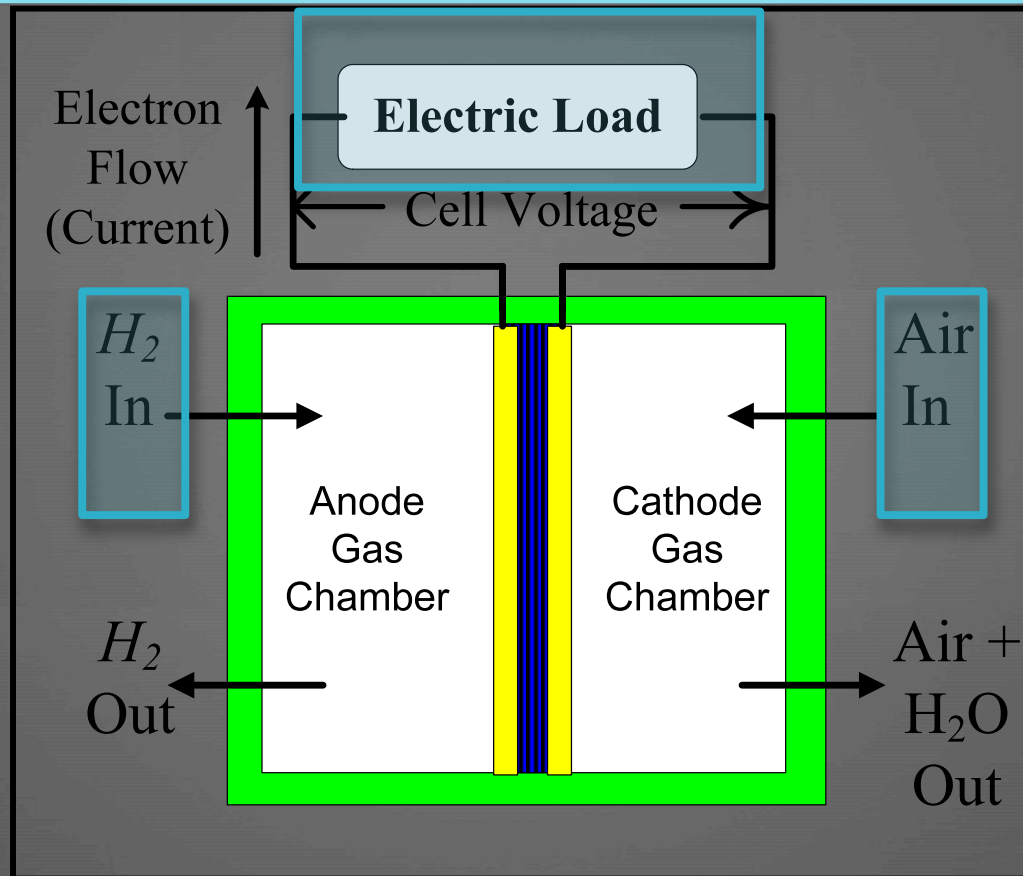 Electron
Flow
(Current)
Electric Load
Cell Voltage
H₂
In
Air
In
Anode
Gas
Chamber
Cathode
Gas
Chamber
H₂
Out
Air +
H₂O
Out